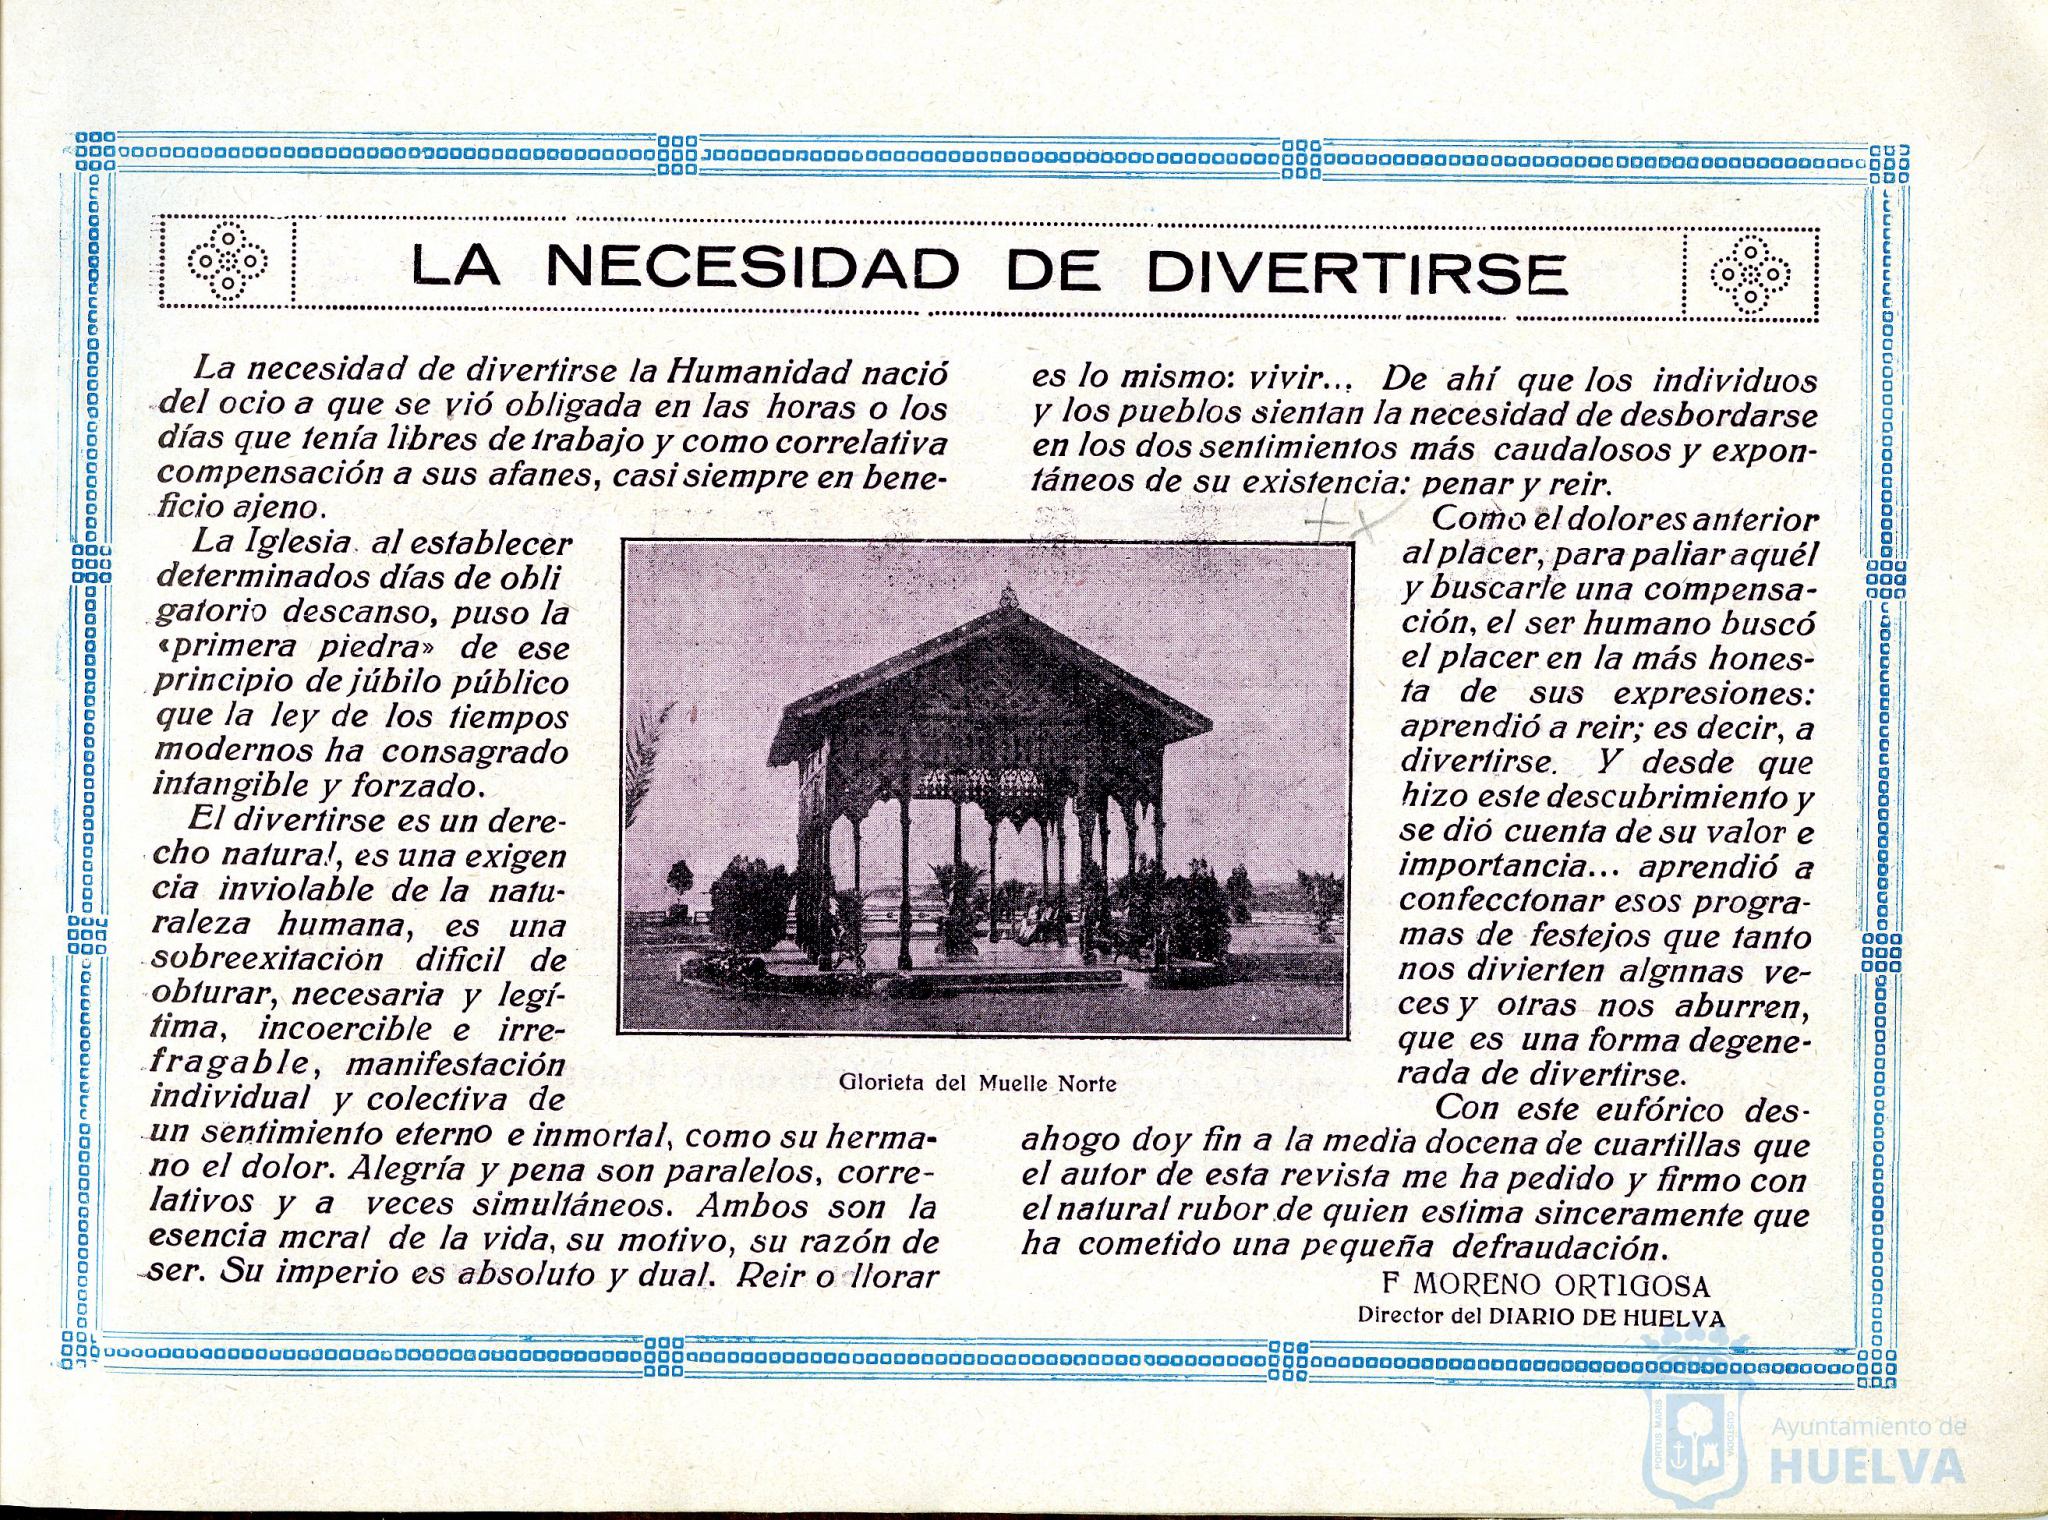 LA NECESIDAD DE DIVERTIRSE
La necesidad de divertirse la Humanidad nació
del ocio a que se vió obligada en las horas o los
días que tenía libres de trabajo y como correlativa
compensación a sus afanes, casi siempre en bene-
ficio ajeno.
La Iglesia al establecer
determinados días de obli
gatorio descanso, puso la
«primera piedra» de ese
principio de júbilo público
que la ley de los tiempos
modernos ha consagrado
intangible y forzado.
El divertirse es un dere-
cho natural, es una exigen
cia inviolable de la natu-
raleza humana, es una
sobreexitación dificil de
obturar, necesaria y legí-
tima, incoercible e irre-
fragable, manifestación
individual y colectiva de
un sentimiento eterno e inmortal, como su herma-
no el dolor. Alegría y pena son paralelos, corre-
lativos y a veces simultáneos. Ambos son la
esencia mcral de la vida, su motivo, su razón de
ser. Su imperio es absoluto y dual. Reir o llorar
es lo mismo: vivir... De ahí que los individuos
y los pueblos sientan la necesidad de desbordarse
en los dos sentimientos más caudalosos y expon-
táneos de su existencia: penar y reir.
Como el dolor es anterior
al placer, para paliar aquél
y buscarle una compensa-
ción, el ser humano buscó
el placer en la más hones-
ta de sus expresiones:
aprendió a reir; es decir, a
divertirse. Y desde que
hizo este descubrimiento y
se dió cuenta de su valor e
importancia... aprendió a
confecctonar esos progra-
mas de festejos que tanto
nos divierten algnnas ve-
ces y otras nos aburren,
que es una forma degene-
rada de divertirse.
Con este eufórico des-
ahogo doy fin a la media docena de cuartillas que
el autor de esta revista me ha pedido y firmo con
el natural rubor de quien estima sinceramente que
ha cometido una pequeña defraudación.
F MORENO ORTIGOSA
Director del DIARIO DE HUELVA
Glorieta del Muelle Norte
PORTUS MARIS
CUSTODIA
Ayuntamiento de
HUELVA